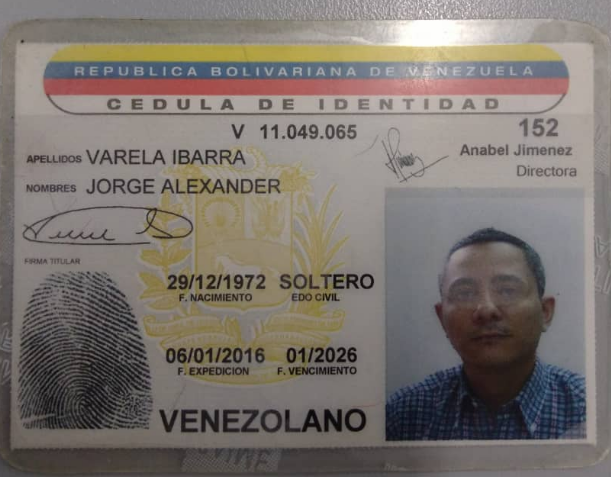 REPUBLICA BOLIVARIANA DE VENEZUELA
CEDULA DE IDENTIDAD
V 11.049.065
152
APELLIDOS VARELA IBARRA
Anabel Jimenez
Directora
NOMBRES JORGE ALEXANDER
FIRMA TITULAR
29/12/1972 SOLTERO
F. NACIMIENTO EDO CIVIL
06/01/2016 01/2026
F. EXPEDICION F. VENCIMIENTO
VENEZOLANO